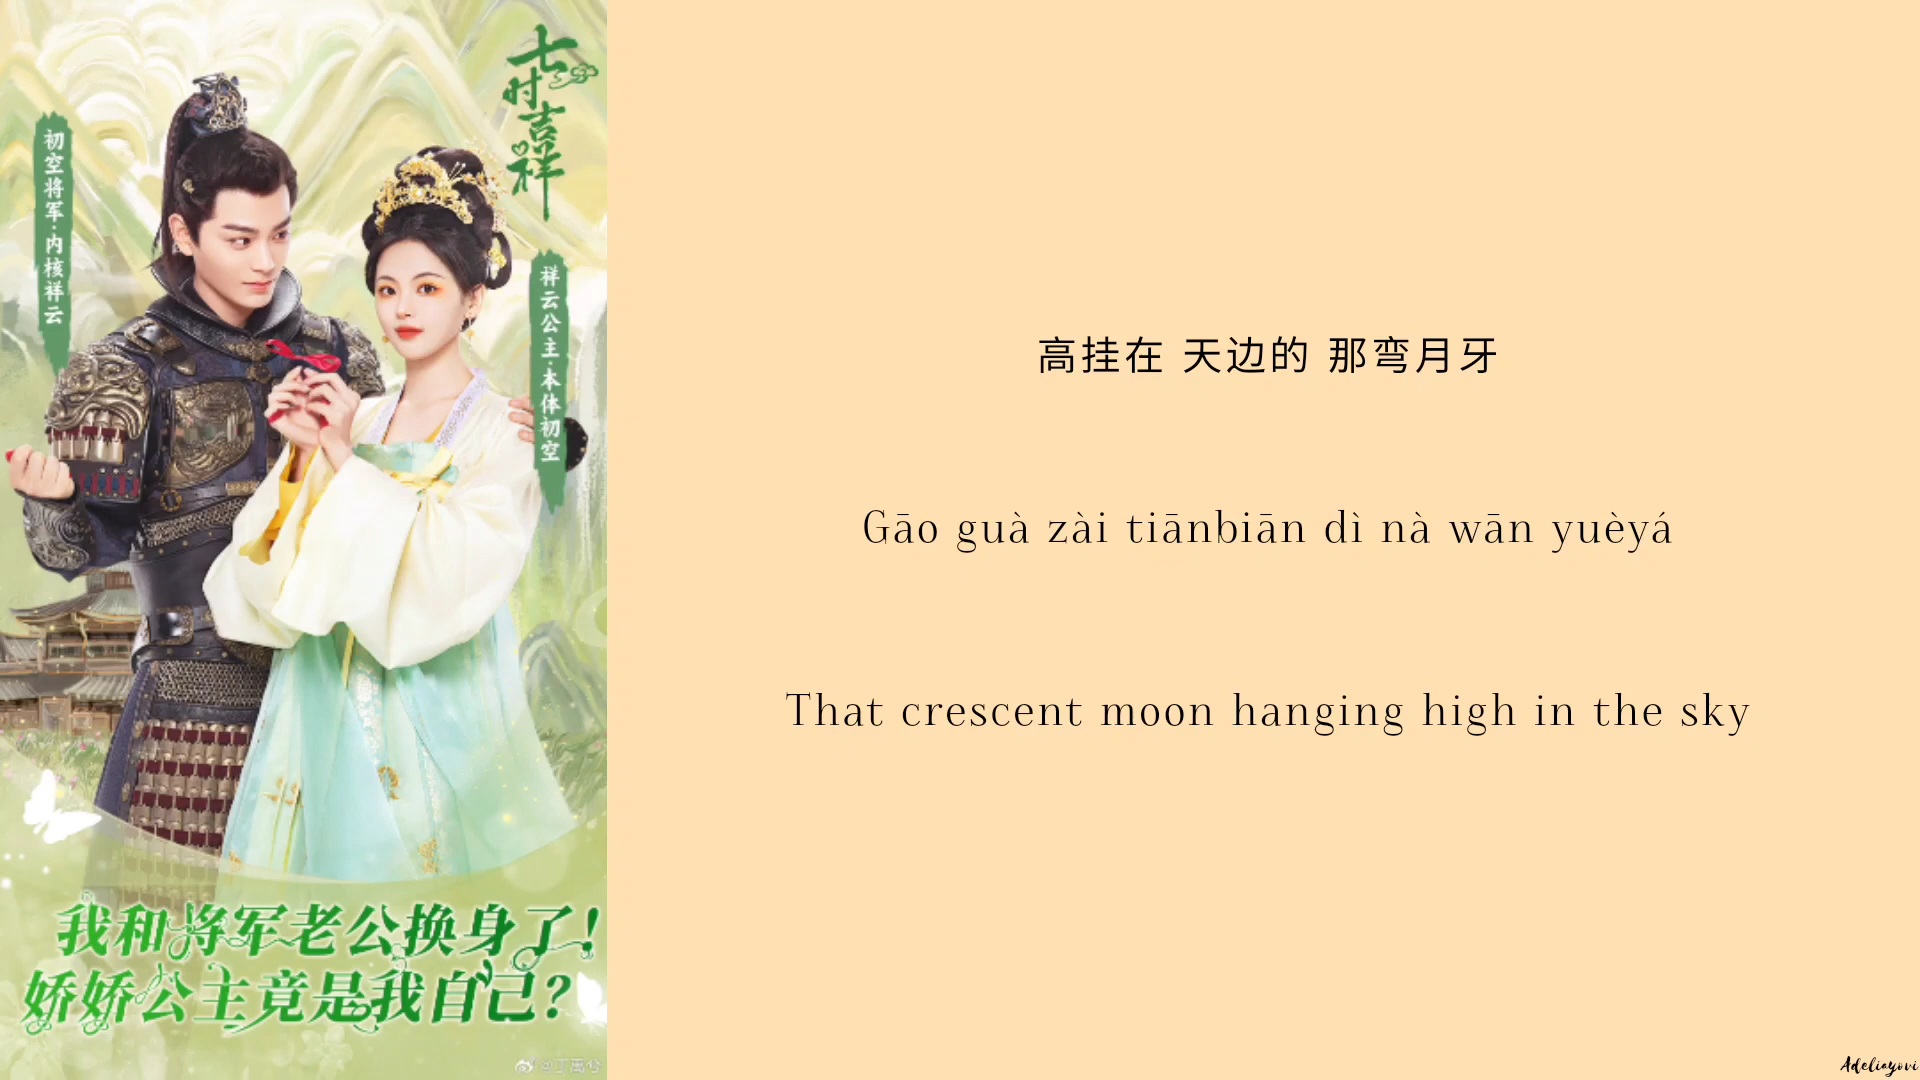 七时吉祥
初空将军·内核祥云
祥云公主·本体初空
我和将军老公换身了!
娇娇公主竟是我自己?
@丁禹兮
高挂在 天边的 那弯月牙
Gāo guà zài tiānbiān dì nà wān yuèyá
That crescent moon hanging high in the sky
Adeliayovi